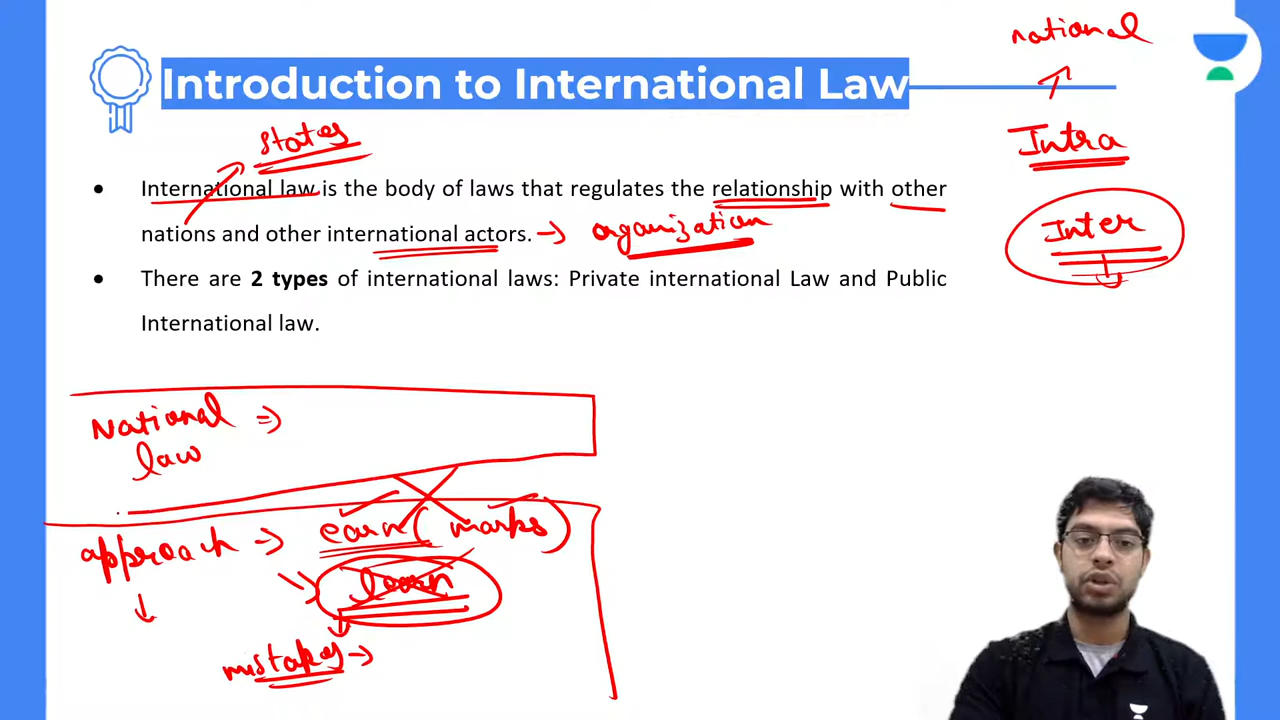 national
Introduction to International Law
states
Intra
• International law is the body of laws that regulates the relationship with other
Inter
nations and other international actors. → organization
• There are 2 types of international laws: Private international Law and Public
International law.
National ⇒
law
approach → earn (marks)
learn
mistakes →